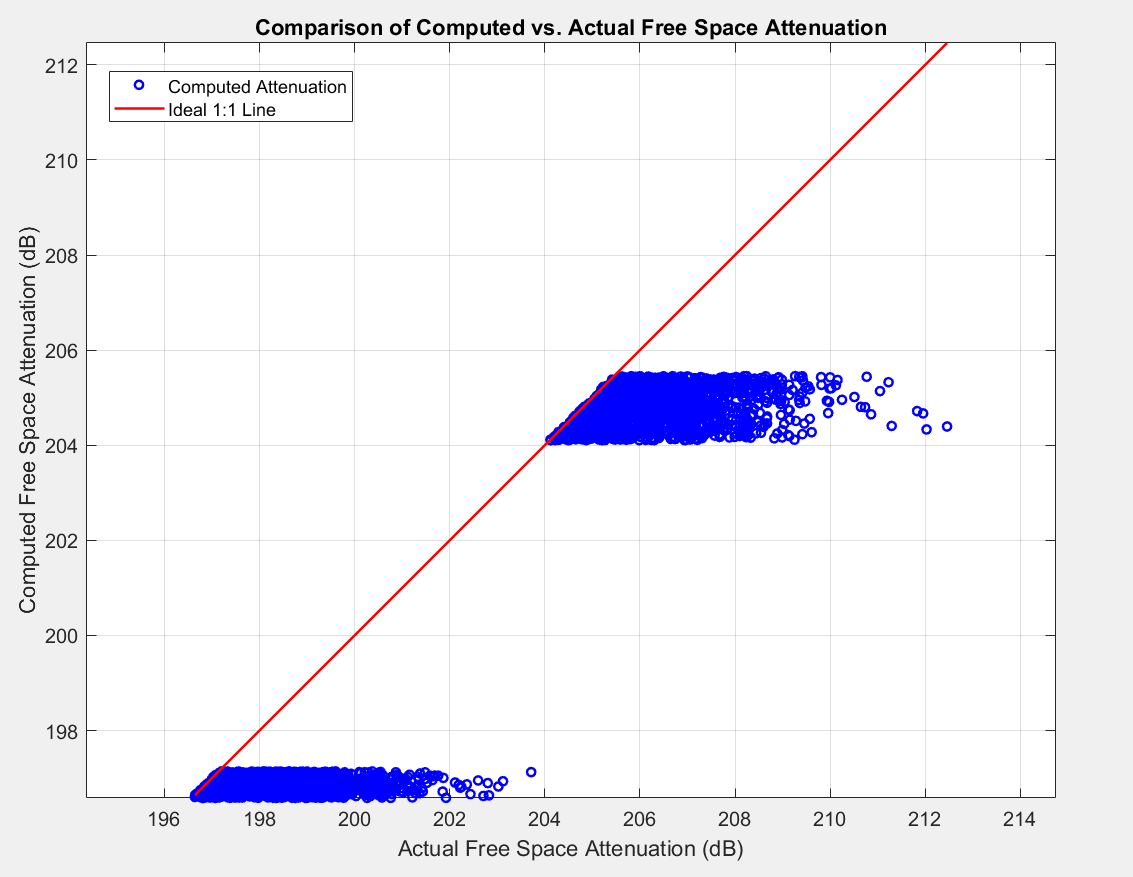 Comparison of Computed vs. Actual Free Space Attenuation
Computed Attenuation
Ideal 1:1 Line
Computed Free Space Attenuation (dB)
212
210
208
206
204
202
200
198
196 198 200 202 204 206 208 210 212 214
Actual Free Space Attenuation (dB)